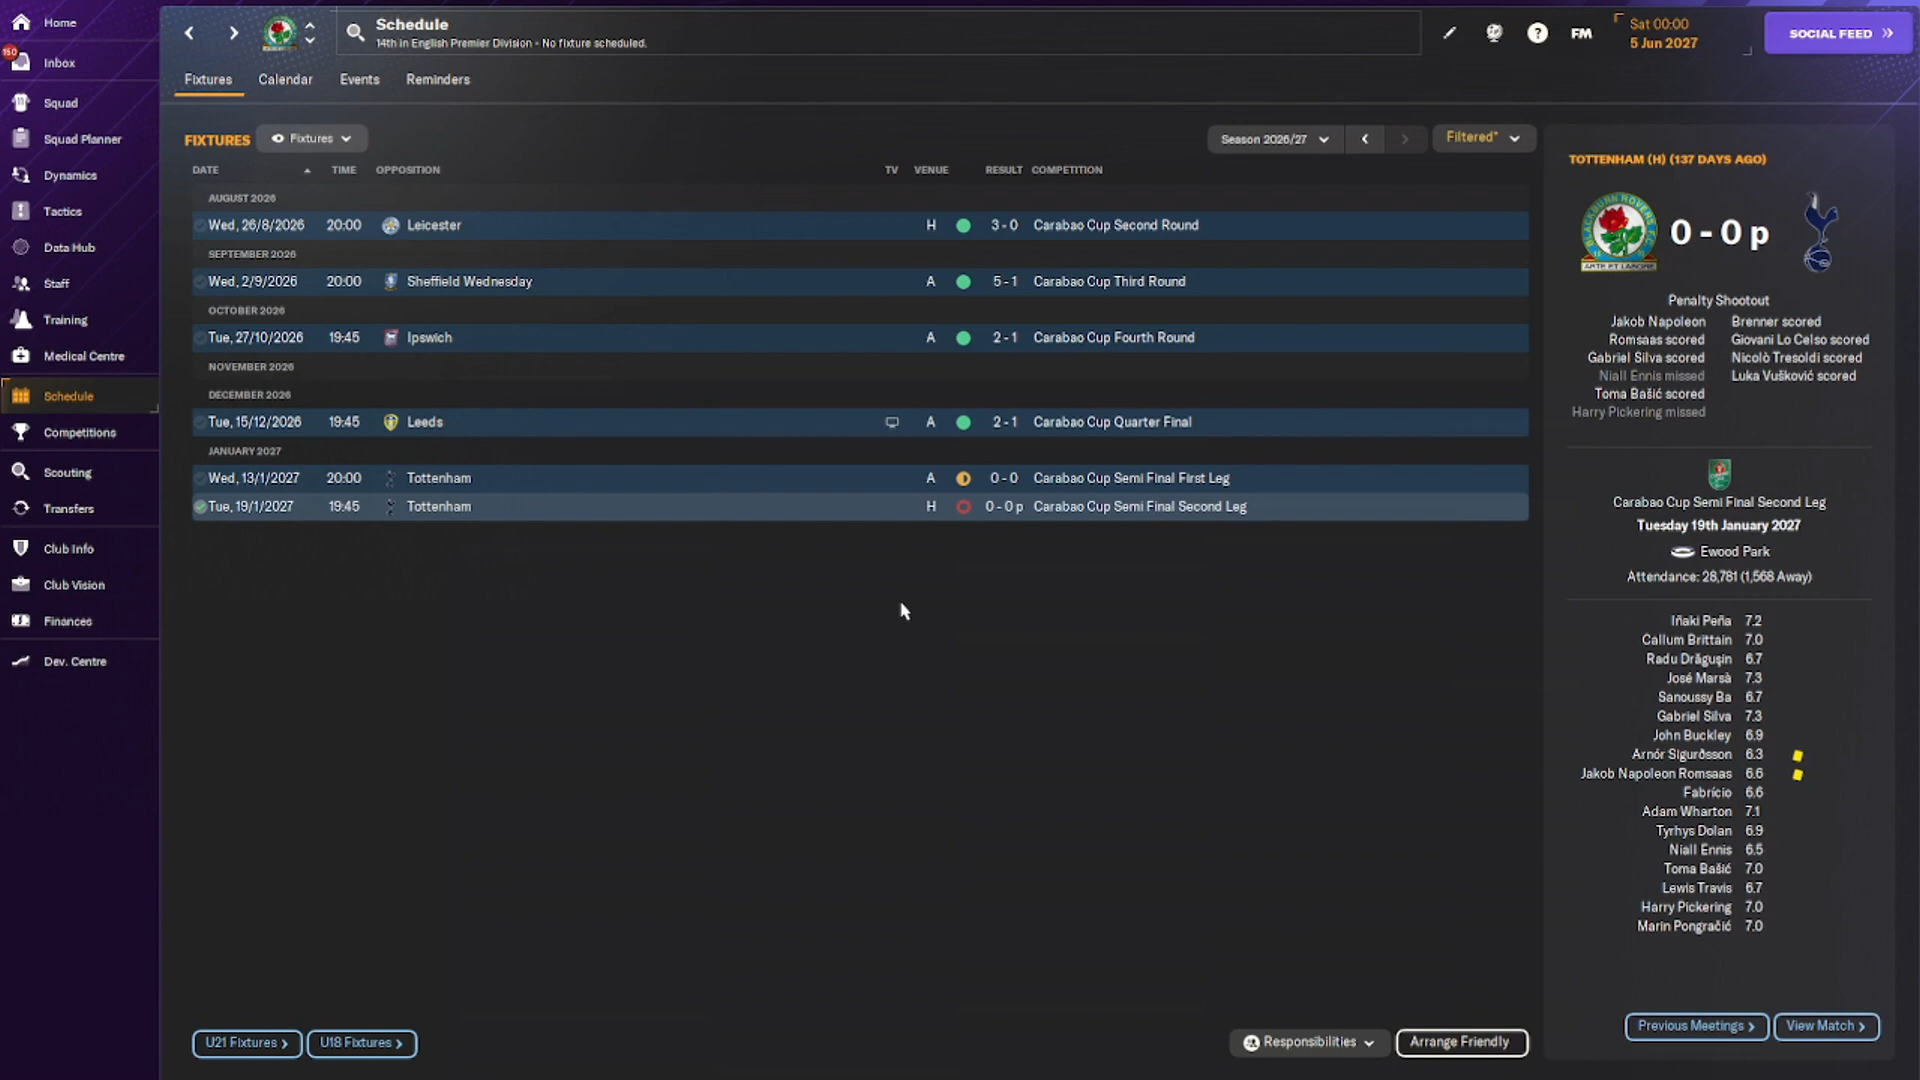 Home
150
Inbox
Squad
Squad Planner
Dynamics
Tactics
Data Hub
Staff
Training
Medical Centre
Schedule
Competitions
Scouting
Transfers
Club Info
Club Vision
Finances
Dev. Centre
Schedule
14th in English Premier Division - No fixture scheduled.
? FM
Sat 00:00
5 Jun 2027
SOCIAL FEED
Fixtures Calendar Events Reminders
FIXTURES Fixtures
Season 2026/27 Filtered*
DATE TIME OPPOSITION TV VENUE RESULT COMPETITION
AUGUST 2026
Wed, 26/8/2026 20:00 Leicester H 3 - 0 Carabao Cup Second Round
SEPTEMBER 2026
Wed, 2/9/2026 20:00 Sheffield Wednesday A 5 - 1 Carabao Cup Third Round
OCTOBER 2026
Tue, 27/10/2026 19:45 Ipswich A 2 - 1 Carabao Cup Fourth Round
NOVEMBER 2026
DECEMBER 2026
Tue, 15/12/2026 19:45 Leeds A 2 - 1 Carabao Cup Quarter Final
JANUARY 2027
Wed, 13/1/2027 20:00 Tottenham A 0 - 0 Carabao Cup Semi Final First Leg
Tue, 19/1/2027 19:45 Tottenham H 0 - 0 p Carabao Cup Semi Final Second Leg
U21 Fixtures > U18 Fixtures >
Responsibilities Arrange Friendly
TOTTENHAM (H) (137 DAYS AGO)
BLACKBURN ROVERS F.C.
ARTE ET LABORE
0 - 0 p
Penalty Shootout
Jakob Napoleon Brenner scored
Romsaas scored Giovani Lo Celso scored
Gabriel Silva scored Nicolò Tresoldi scored
Niall Ennis missed Luka Vušković scored
Toma Bašić scored
Harry Pickering missed
Carabao Cup Semi Final Second Leg
Tuesday 19th January 2027
Ewood Park
Attendance: 28,781 (1,568 Away)
Iñaki Peña 7.2
Callum Brittain 7.0
Radu Drăgușin 6.7
José Marsà 7.3
Sanoussy Ba 6.7
Gabriel Silva 7.3
John Buckley 6.9
Arnór Sigurðsson 6.3
Jakob Napoleon Romsaas 6.6
Fabrício 6.6
Adam Wharton 7.1
Tyrhys Dolan 6.9
Niall Ennis 6.5
Toma Bašić 7.0
Lewis Travis 6.7
Harry Pickering 7.0
Marin Pongračić 7.0
Previous Meetings > View Match >